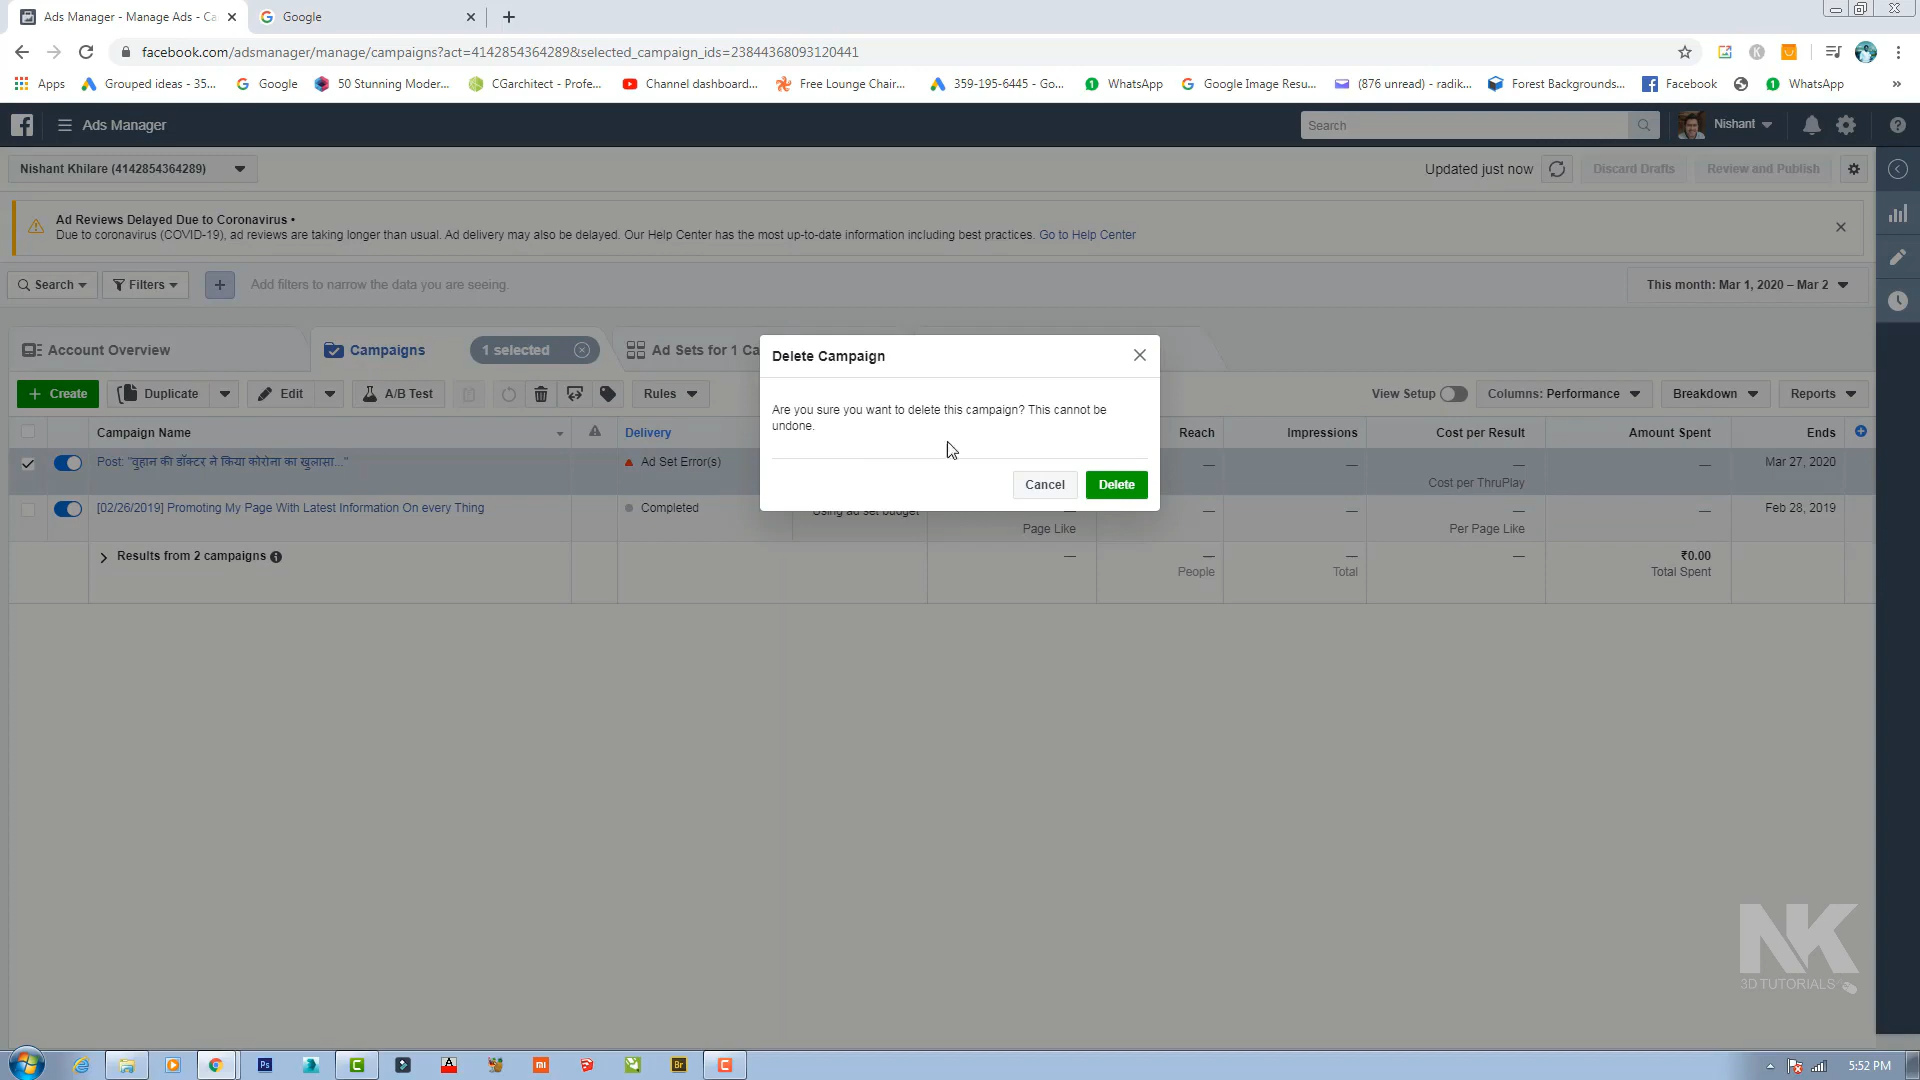 Ads Manager - Manage Ads - Ca
Google
facebook.com/adsmanager/manage/campaigns?act=4142854364289&selected_campaign_ids=23844368093120441
Apps
Grouped ideas - 35...
Google
50 Stunning Moder...
CGarchitect - Profe...
Channel dashboard...
Free Lounge Chair...
359-195-6445 - Go...
WhatsApp
Google Image Resu...
(876 unread) - radik...
Forest Backgrounds...
Facebook
WhatsApp
Ads Manager
Search
Nishant
Nishant Khilare (4142854364289)
Updated just now
Discard Drafts
Review and Publish
Ad Reviews Delayed Due to Coronavirus •
Due to coronavirus (COVID-19), ad reviews are taking longer than usual. Ad delivery may also be delayed. Our Help Center has the most up-to-date information including best practices. Go to Help Center
Search
Filters
Add filters to narrow the data you are seeing.
This month: Mar 1, 2020 – Mar 2
Account Overview
Campaigns
1 selected
Ad Sets for 1 Ca
Delete Campaign
Are you sure you want to delete this campaign? This cannot be
undone.
Cancel
Delete
Create
Duplicate
Edit
A/B Test
Rules
View Setup
Columns: Performance
Breakdown
Reports
Campaign Name
Delivery
Reach
Impressions
Cost per Result
Amount Spent
Ends
Post: "वुहान की डॉक्टर ने किया कोरोना का खुलासा..."
Ad Set Error(s)
—
—
—
—
Mar 27, 2020
Cost per ThruPlay
[02/26/2019] Promoting My Page With Latest Information On every Thing
Completed
Using ad set budget
—
—
—
—
—
Feb 28, 2019
Page Like
Per Page Like
Results from 2 campaigns
—
—
—
—
₹0.00
People
Total
Total Spent
NK
3D TUTORIALS
Ps
A
mi
Br
5:52 PM